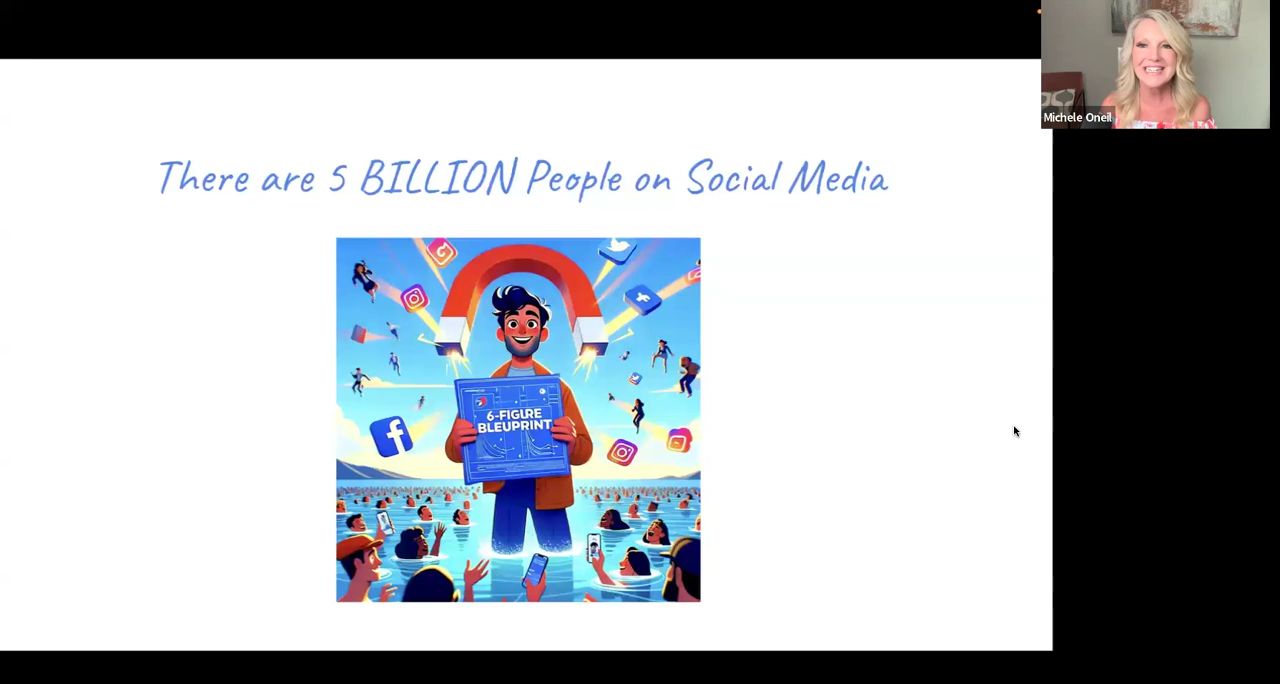 Michele Oneil
There are 5 BILLION People on Social Media
6-FIGURE
BLEUPRINT